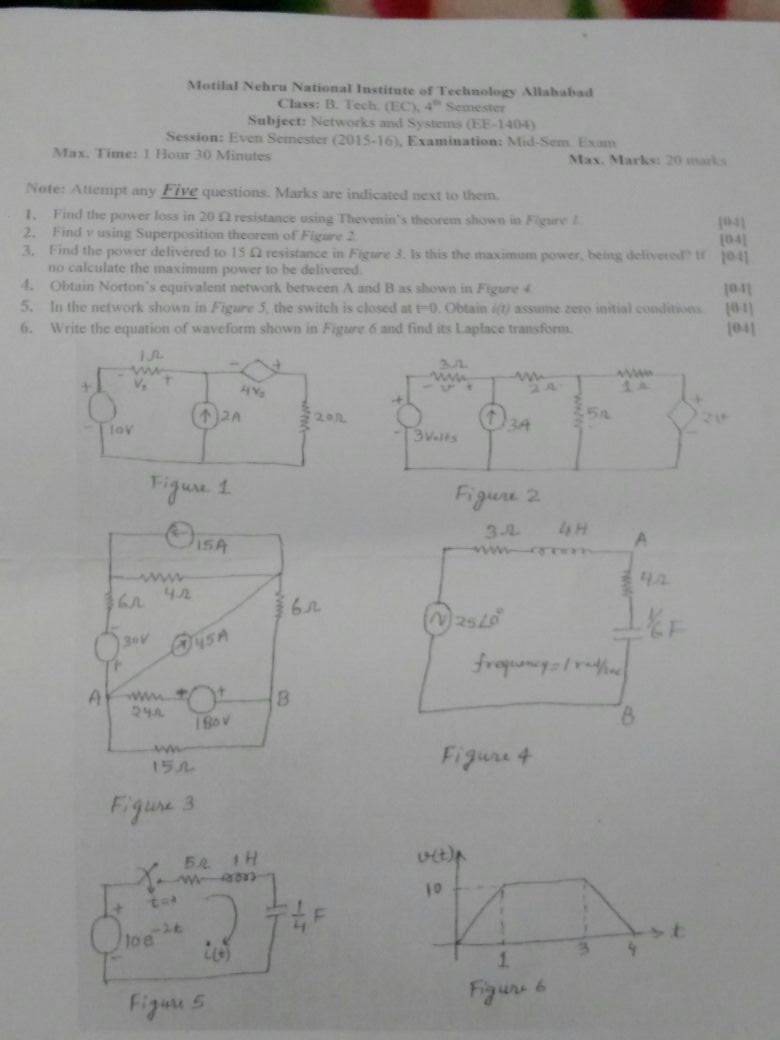 Motilal Nehru National Institute of Technology Allahabad
Class: B. Tech. (EC), 4th Semester
Subject: Networks and Systems (EE-1404)
Session: Even Semester (2015-16), Examination: Mid-Sem. Exam
Max. Time: 1 Hour 30 Minutes Max. Marks: 20 marks
Note: Attempt any Five questions. Marks are indicated next to them.
1. Find the power loss in 20 Ω resistance using Thevenin's theorem shown in Figure 1. [04]
2. Find v using Superposition theorem of Figure 2. [04]
3. Find the power delivered to 15 Ω resistance in Figure 3. Is this the maximum power, being delivered? If [04]
no calculate the maximum power to be delivered.
4. Obtain Norton's equivalent network between A and B as shown in Figure 4 [04]
5. In the network shown in Figure 5, the switch is closed at t=0. Obtain i(t) assume zero initial conditions. [04]
6. Write the equation of waveform shown in Figure 6 and find its Laplace transform. [04]
1Ω
- +
+ - Vx +
4Vx
2A
20Ω
10V
-
Figure 1
3Ω
- v +
2Ω
1Ω
+
3 Volts
-
3A
5Ω
+
2v
-
Figure 2
15A
4Ω
6Ω
6Ω
-
30V
+
45A
A
24Ω
+
180V
B
15Ω
Figure 3
3Ω 4H
A
4Ω
25∠0°
1/6 F
frequency=1 rad/sec
B
Figure 4
5Ω 1H
+
10e-2t
-
i(t)
1/4 F
Figure 5
v(t)
10
t
1
3
4
Figure 6